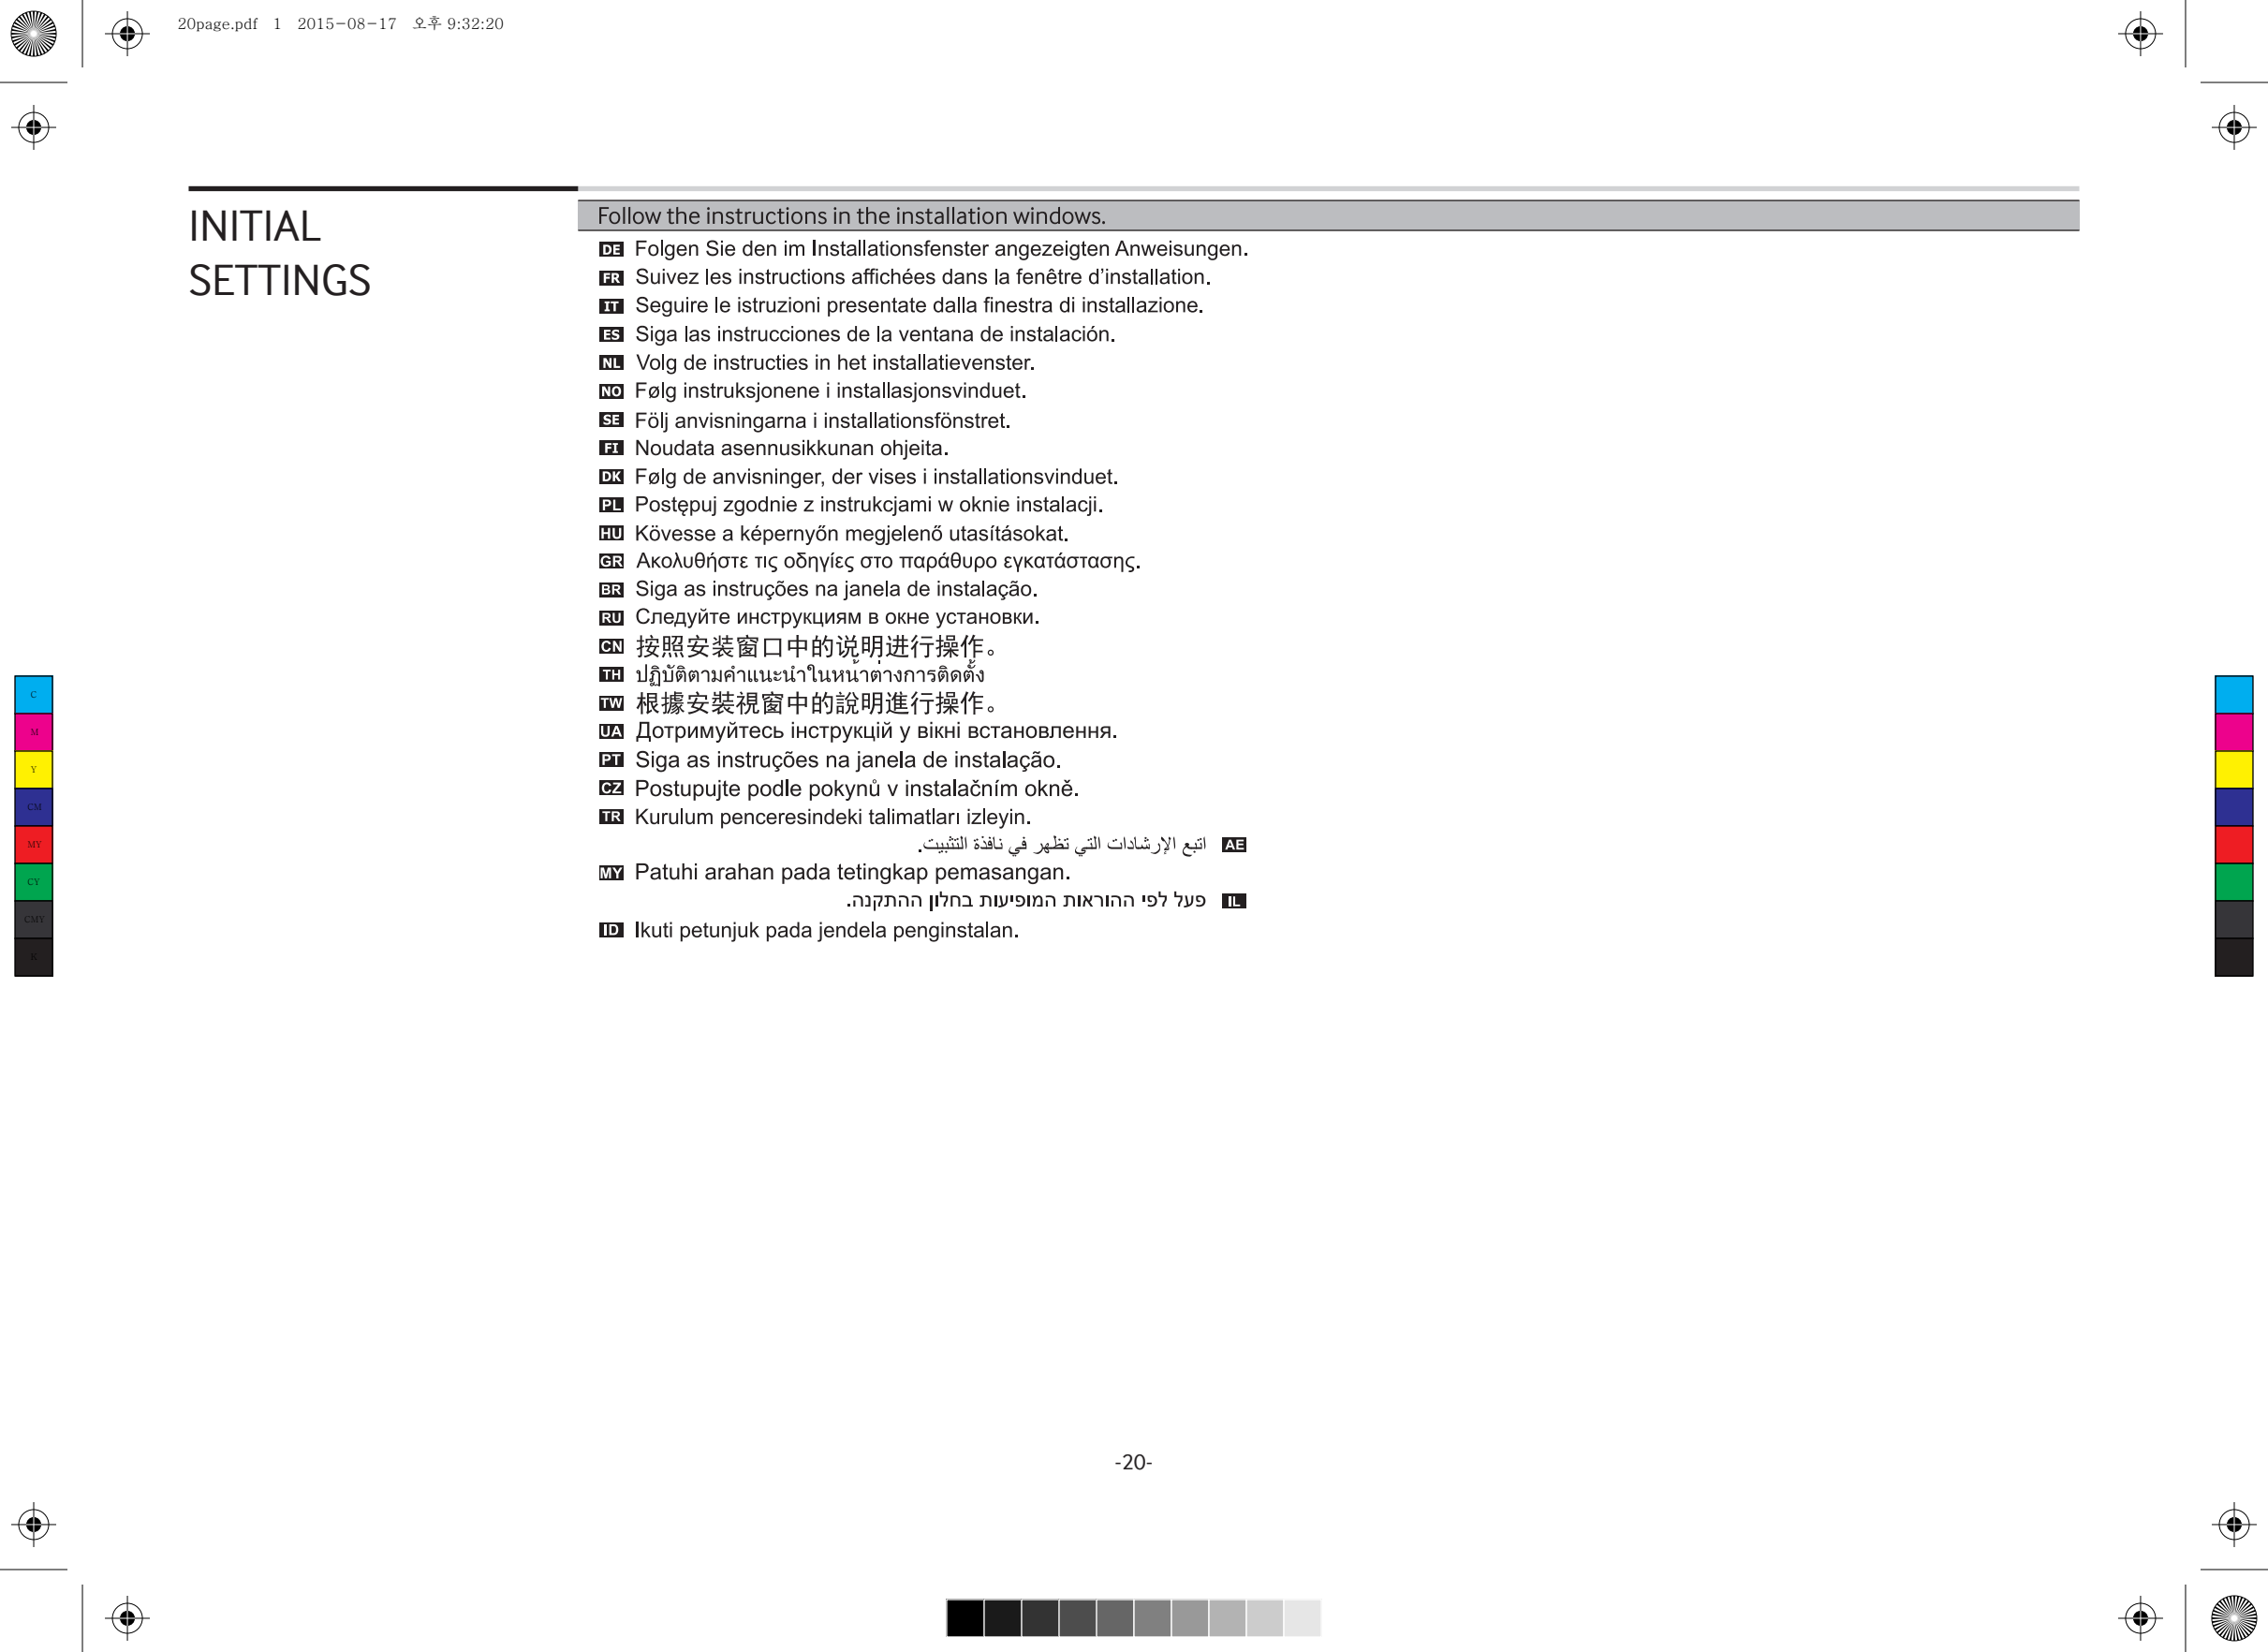 20page.pdf 1 2015-08-17 오후 9:32:20
INITIAL
SETTINGS
Follow the instructions in the installation windows.
DE Folgen Sie den im Installationsfenster angezeigten Anweisungen.
FR Suivez les instructions affichées dans la fenêtre d’installation.
IT Seguire le istruzioni presentate dalla finestra di installazione.
ES Siga las instrucciones de la ventana de instalación.
NL Volg de instructies in het installatievenster.
NO Følg instruksjonene i installasjonsvinduet.
SE Följ anvisningarna i installationsfönstret.
FI Noudata asennusikkunan ohjeita.
DK Følg de anvisninger, der vises i installationsvinduet.
PL Postępuj zgodnie z instrukcjami w oknie instalacji.
HU Kövesse a képernyőn megjelenő utasításokat.
GR Ακολυθήστε τις οδηγίες στο παράθυρο εγκατάστασης.
BR Siga as instruções na janela de instalação.
RU Следуйте инструкциям в окне установки.
CN 按照安装窗口中的说明进行操作。
TH ปฏิบัติตามคำแนะนำในหน้าต่างการติดตั้ง
TW 根據安裝視窗中的說明進行操作。
UA Дотримуйтесь інструкцій у вікні встановлення.
PT Siga as instruções na janela de instalação.
CZ Postupujte podle pokynů v instalačním okně.
TR Kurulum penceresindeki talimatları izleyin.
AE اتبع الإرشادات التي تظهر في نافذة التثبيت.
MY Patuhi arahan pada tetingkap pemasangan.
IL פעל לפי ההוראות המופיעות בחלון ההתקנה.
ID Ikuti petunjuk pada jendela penginstalan.
C
M
Y
CM
MY
CY
CMY
K
-20-